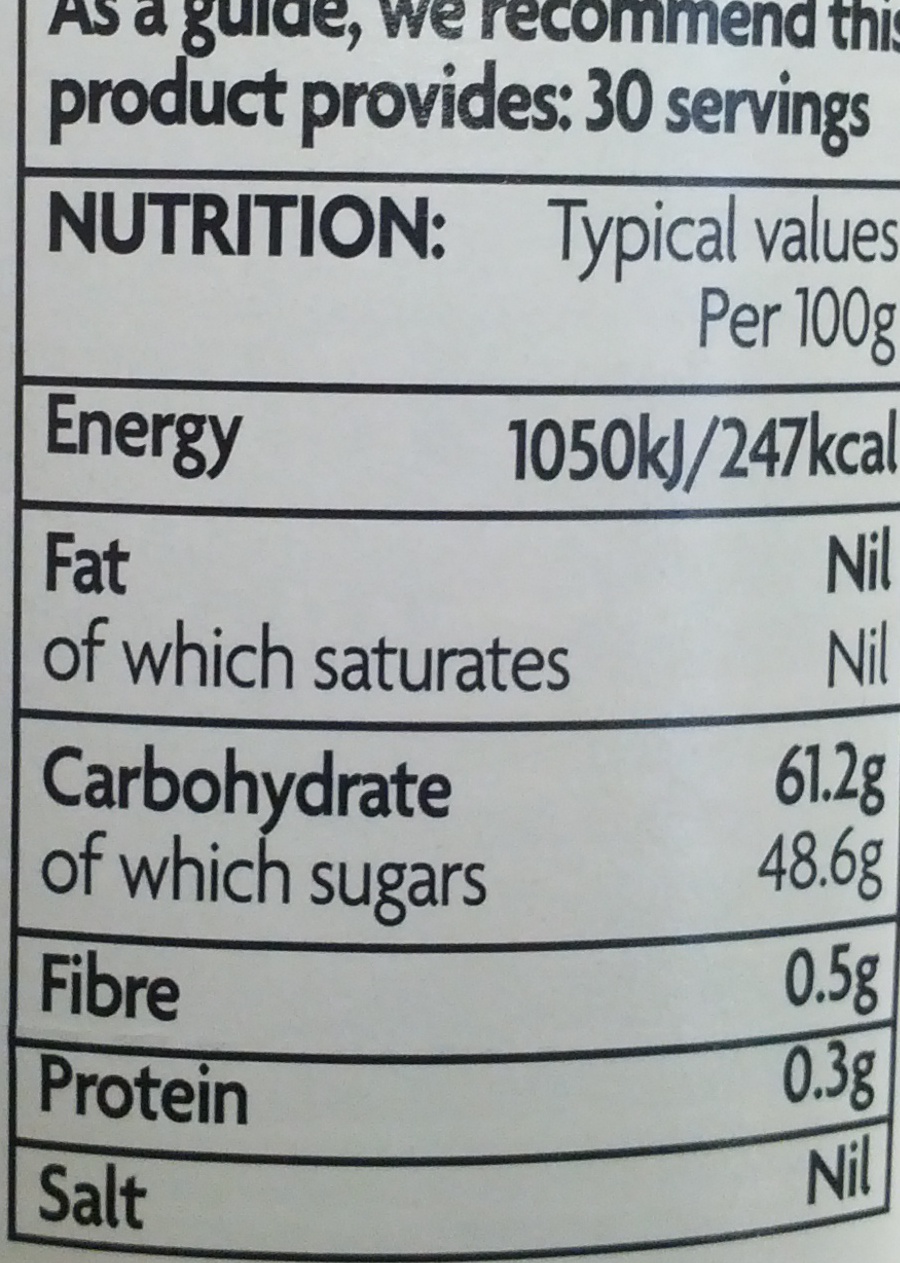 As a guide, we recommend this
product provides: 30 servings
NUTRITION: Typical values
Per 100g
Energy 1050kJ/247kcal
Fat Nil
of which saturates Nil
Carbohydrate 61.2g
of which sugars 48.6g
Fibre 0.5g
Protein 0.3g
Salt Nil